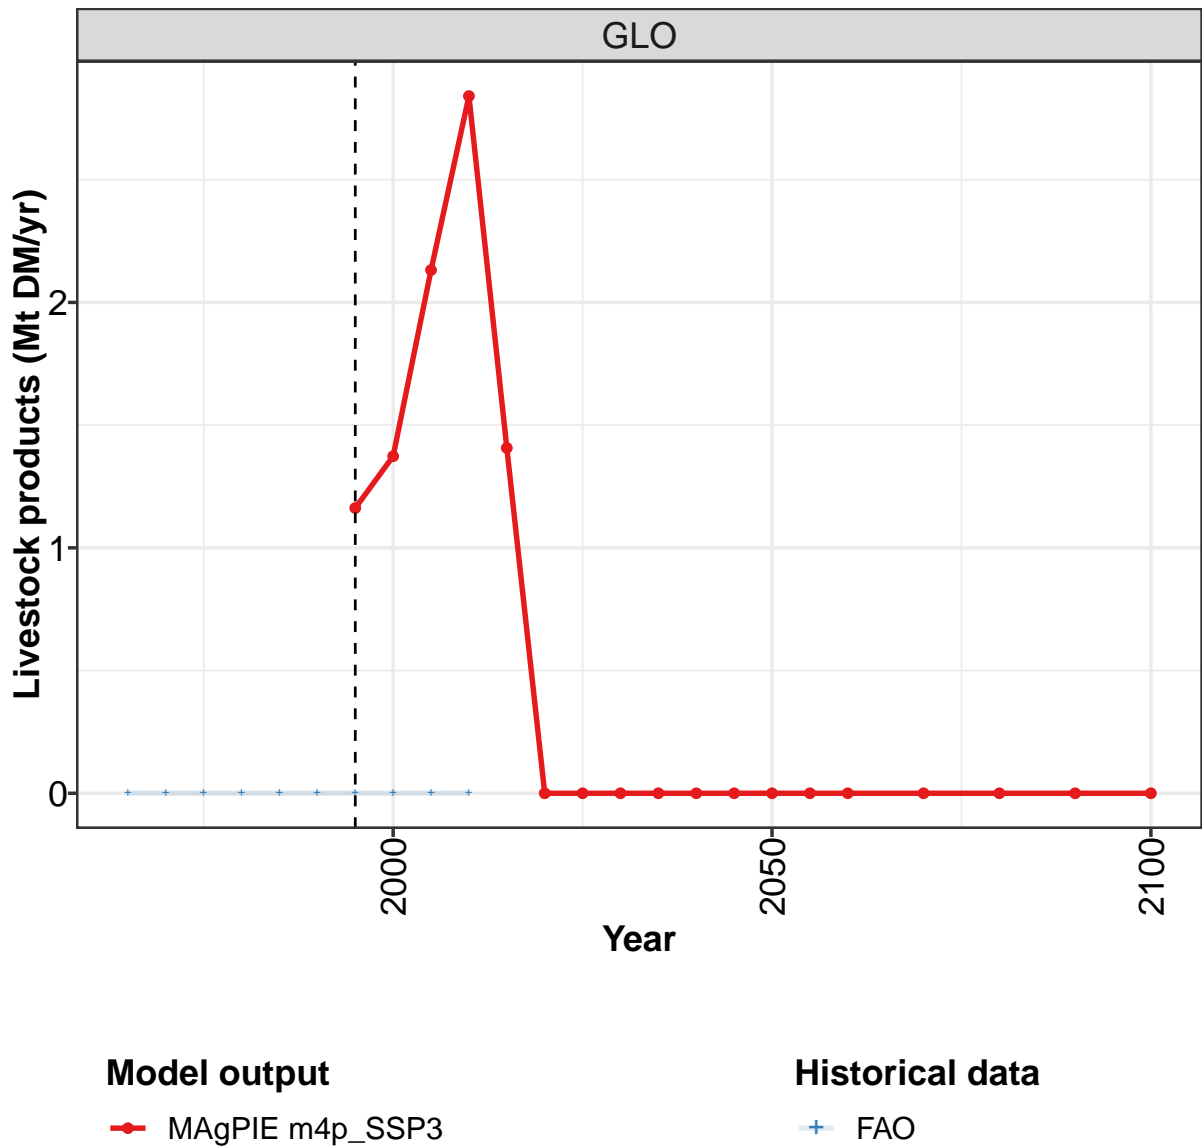 GLO
Livestock products (Mt DM/yr)
2
1
0
2000
2050
2100
Year
Model output
Historical data
MAgPIE m4p_SSP3
FAO